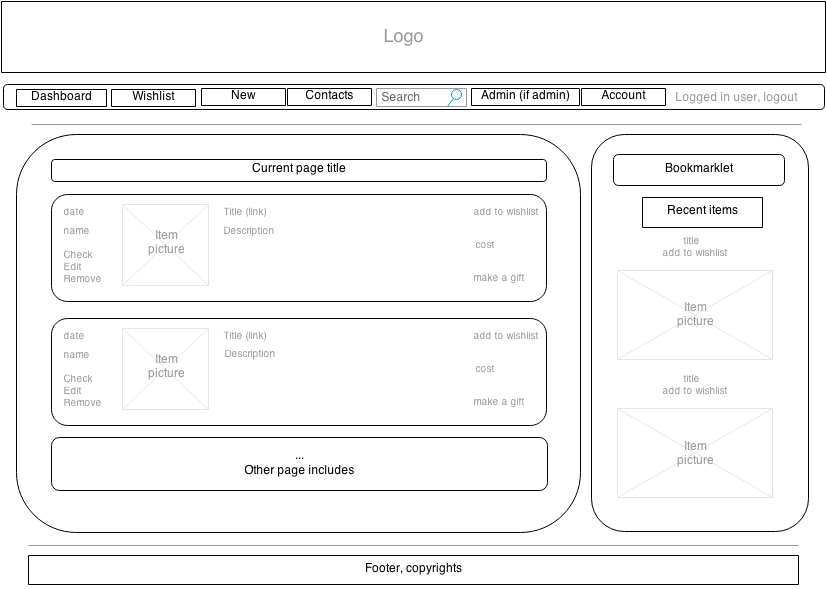 Logo
Dashboard Wishlist New Contacts Search Admin (if admin) Account Logged in user, logout
Current page title
date
name
Check
Edit
Remove
Item
picture
Title (link)
Description
add to wishlist
cost
make a gift
date
name
Check
Edit
Remove
Item
picture
Title (link)
Description
add to wishlist
cost
make a gift
...
Other page includes
Bookmarklet
Recent items
title
add to wishlist
Item
picture
title
add to wishlist
Item
picture
Footer, copyrights